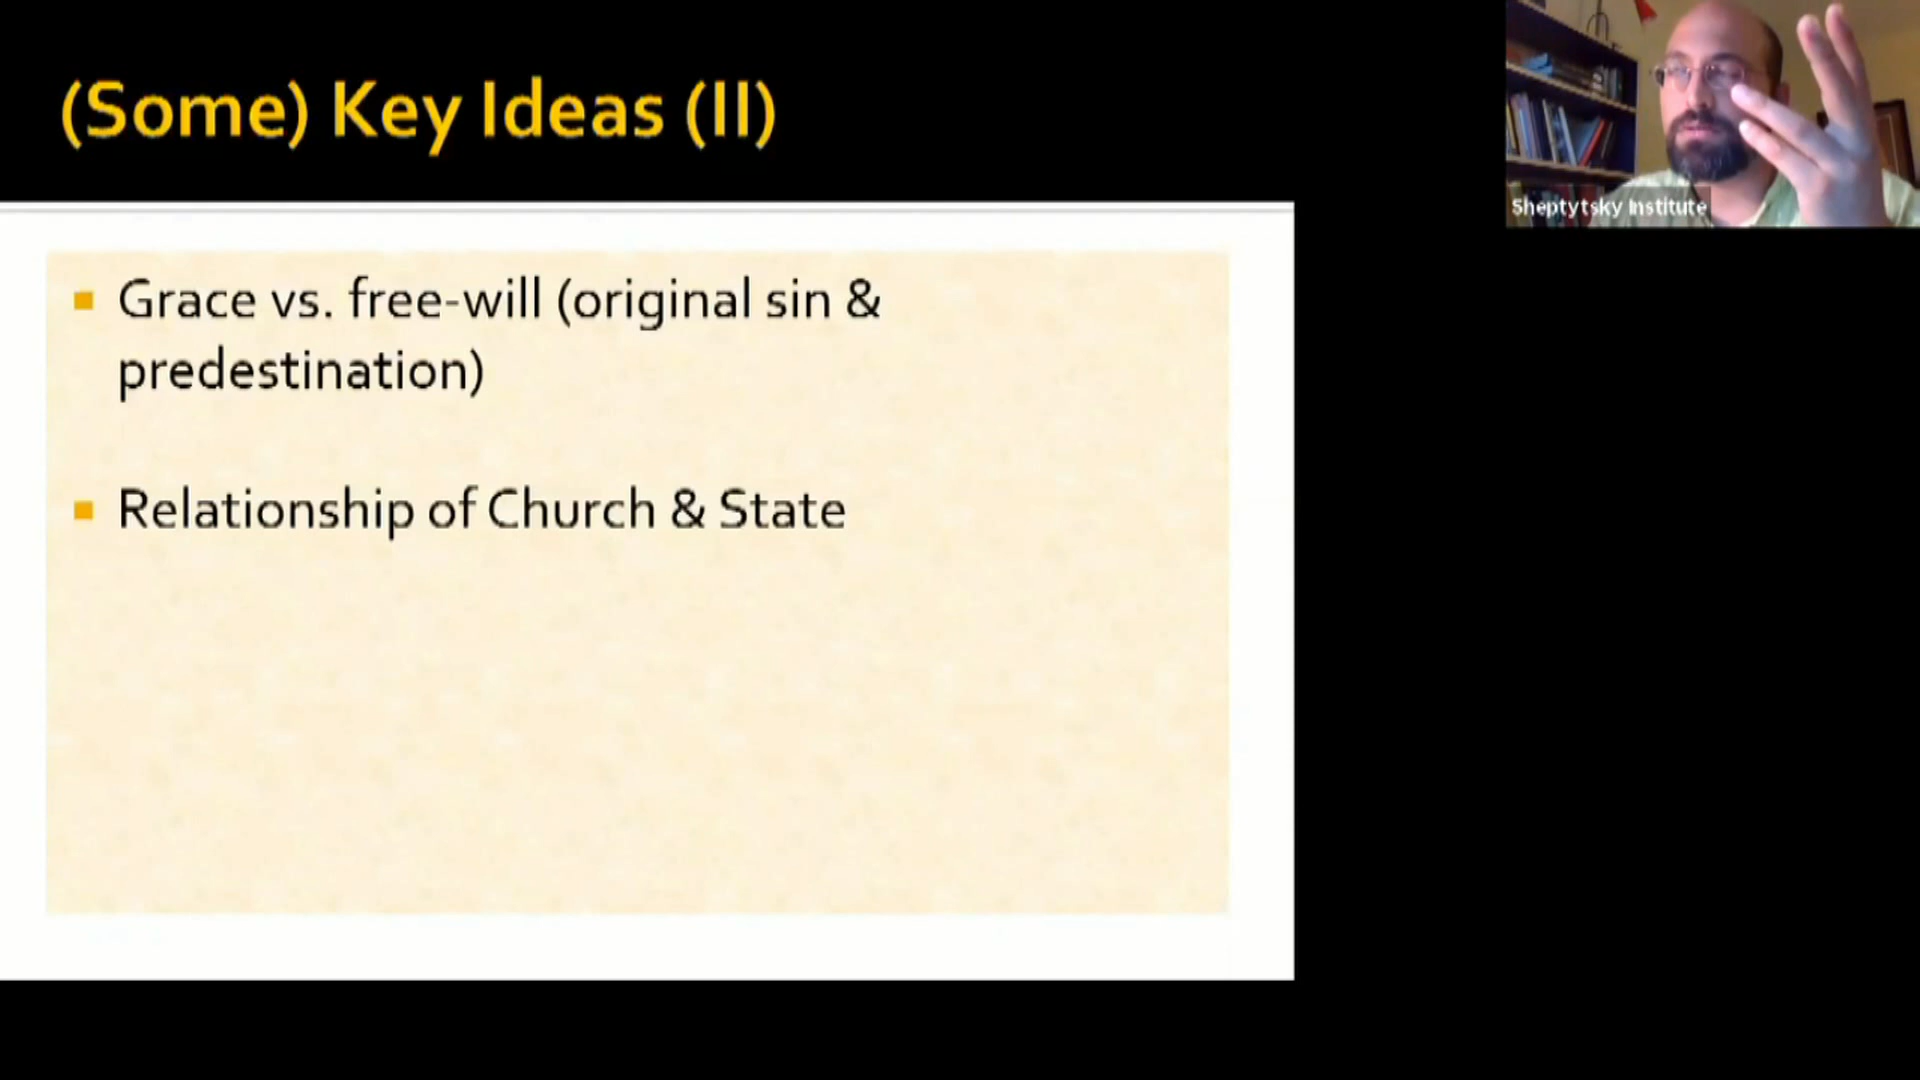 (Some) Key Ideas (II)
Sheptytsky Institute
Grace vs. free-will (original sin &
predestination)
Relationship of Church & State